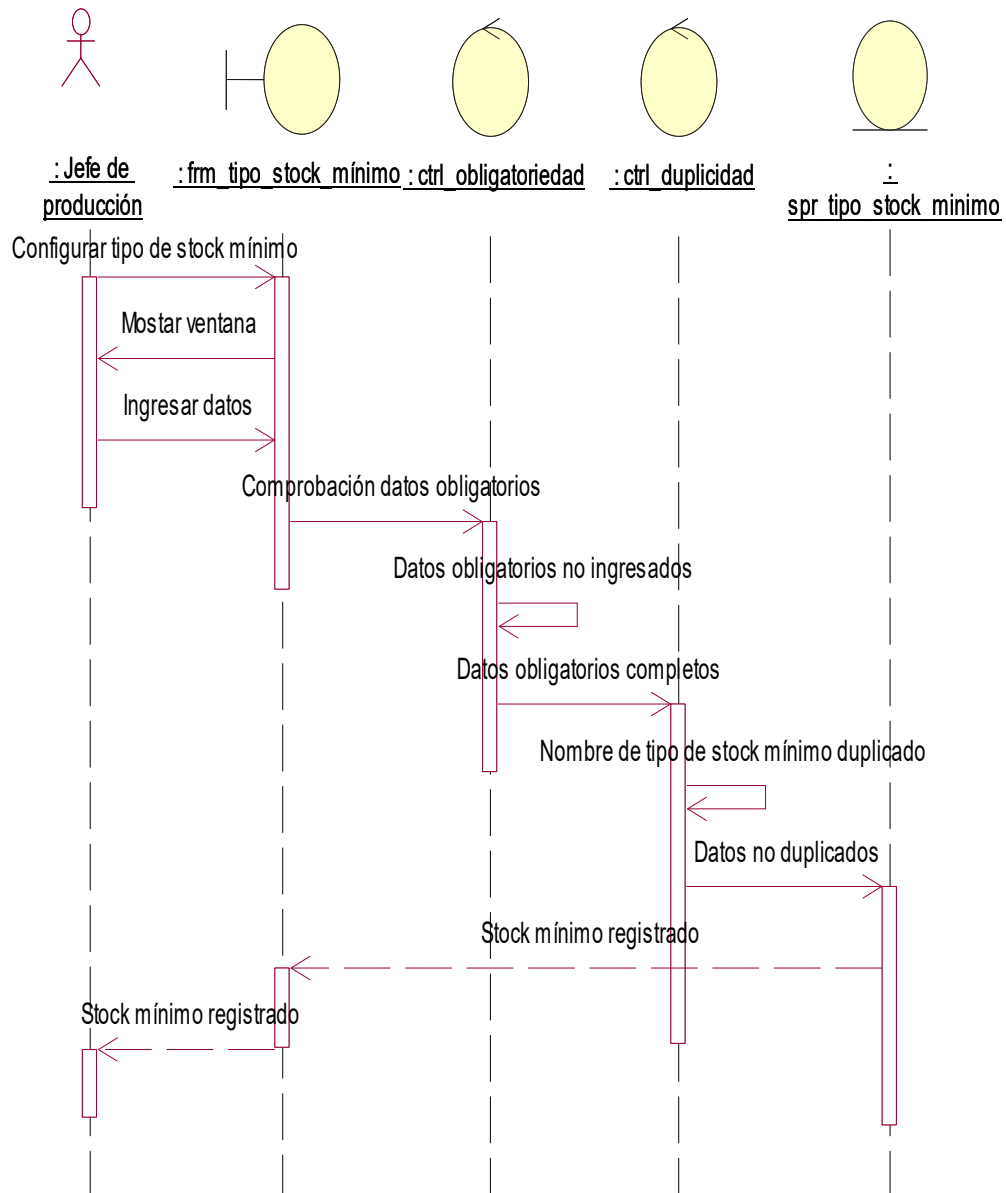 : Jefe de
producción
: frm_tipo_stock_mínimo
: ctrl_obligatoriedad
: ctrl_duplicidad
:
spr_tipo_stock_minimo
Configurar tipo de stock mínimo
Mostar ventana
Ingresar datos
Comprobación datos obligatorios
Datos obligatorios no ingresados
Datos obligatorios completos
Nombre de tipo de stock mínimo duplicado
Datos no duplicados
Stock mínimo registrado
Stock mínimo registrado